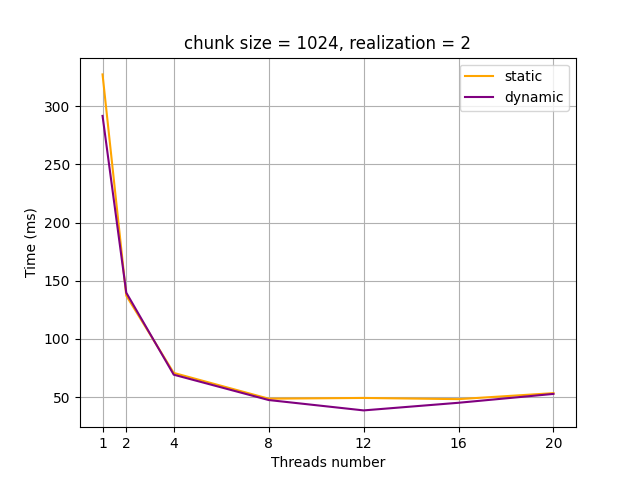 chunk size = 1024, realization = 2
static
dynamic
Time (ms)
300
250
200
150
100
50
1 2 4 8 12 16 20
Threads number